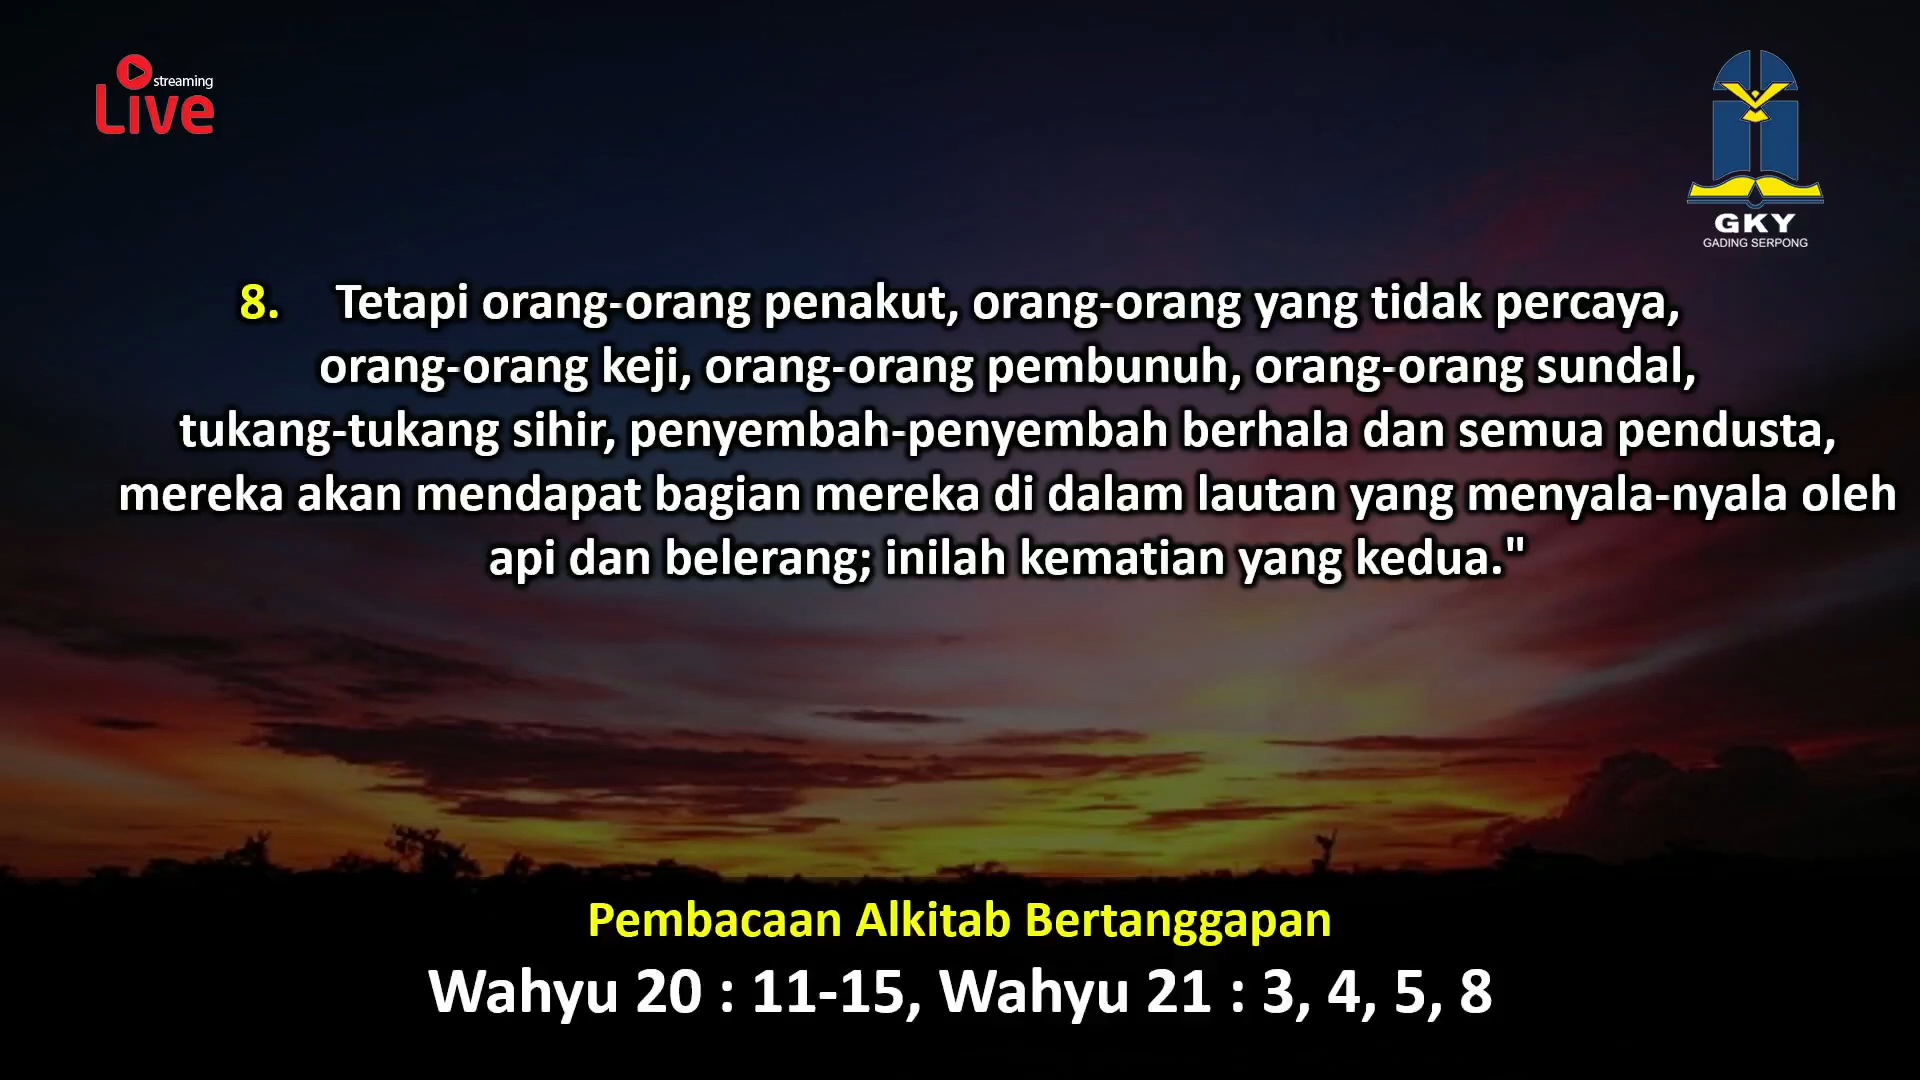 streaming
Live
GKY
GADING SERPONG
8. Tetapi orang-orang penakut, orang-orang yang tidak percaya,
orang-orang keji, orang-orang pembunuh, orang-orang sundal,
tukang-tukang sihir, penyembah-penyembah berhala dan semua pendusta,
mereka akan mendapat bagian mereka di dalam lautan yang menyala-nyala oleh
api dan belerang; inilah kematian yang kedua."
Pembacaan Alkitab Bertanggapan
Wahyu 20 : 11-15, Wahyu 21 : 3, 4, 5, 8